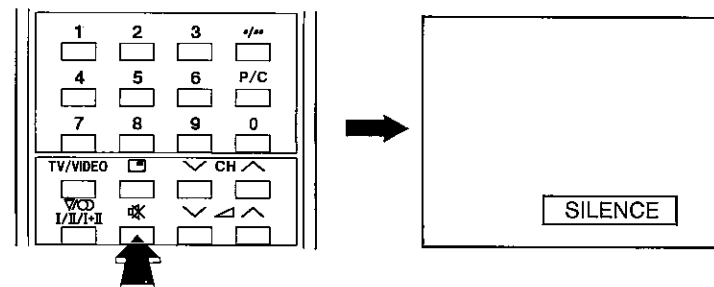 1 2 3 -/--
4 5 6 P/C
7 8 9 0
TV/VIDEO CH
I/II/I+II
SILENCE